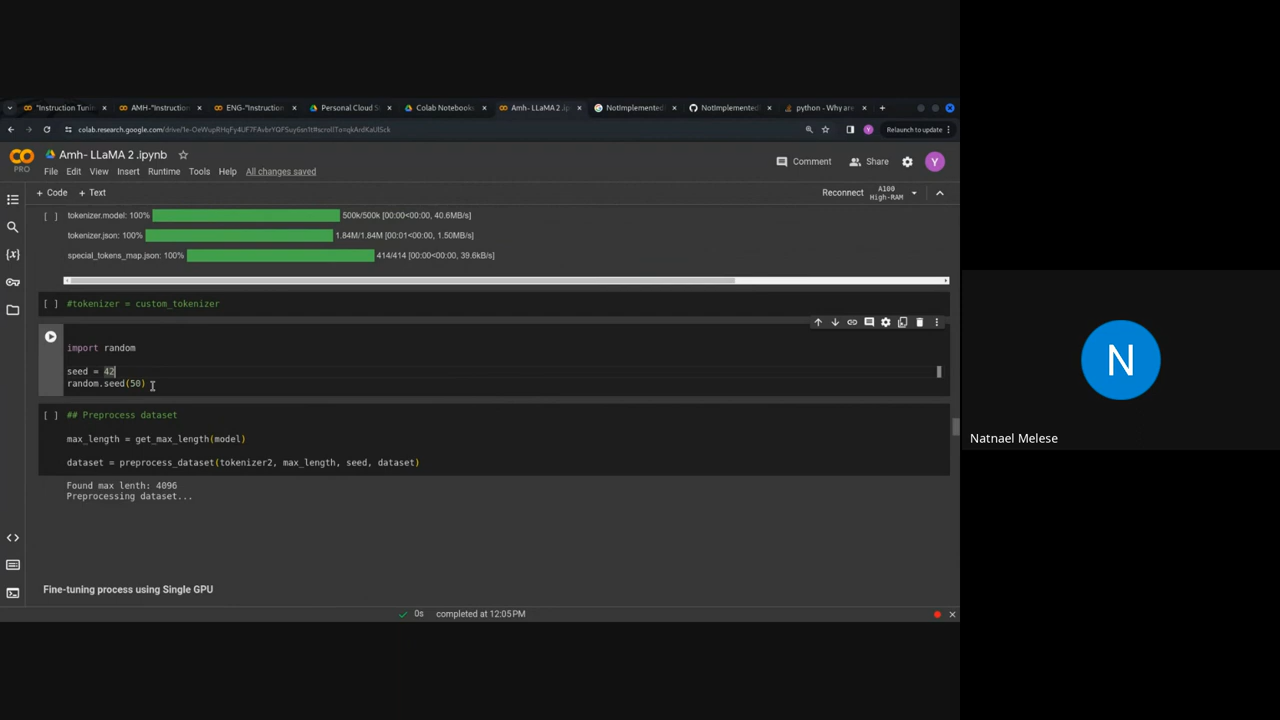 "Instruction Tuni
AMH-"Instruction
ENG-"Instruction
Personal Cloud S
Colab Notebook
Amh- LLaMA 2 .ip
NotImplemented
NotImplemented
python - Why are
colab.research.google.com/drive/
Relaunch to update
Amh- LLaMA 2 .ipynb
PRO
File Edit View Insert Runtime Tools Help All changes saved
Comment
Share
Y
+ Code + Text
Reconnect
A100
High-RAM
tokenizer.model: 100% 500k/500k [00:00<00:00, 40.6MB/s]
tokenizer.json: 100% 1.84M/1.84M [00:01<00:00, 1.50MB/s]
special_tokens_map.json: 100% 414/414 [00:00<00:00, 39.6kB/s]
[ ] #tokenizer = custom_tokenizer
import random
seed = 42
random.seed(50)
[ ] ## Preprocess dataset
max_length = get_max_length(model)
dataset = preprocess_dataset(tokenizer2, max_length, seed, dataset)
Found max lenth: 4096
Preprocessing dataset...
Fine-tuning process using Single GPU
0s completed at 12:05 PM
N
Natnael Melese